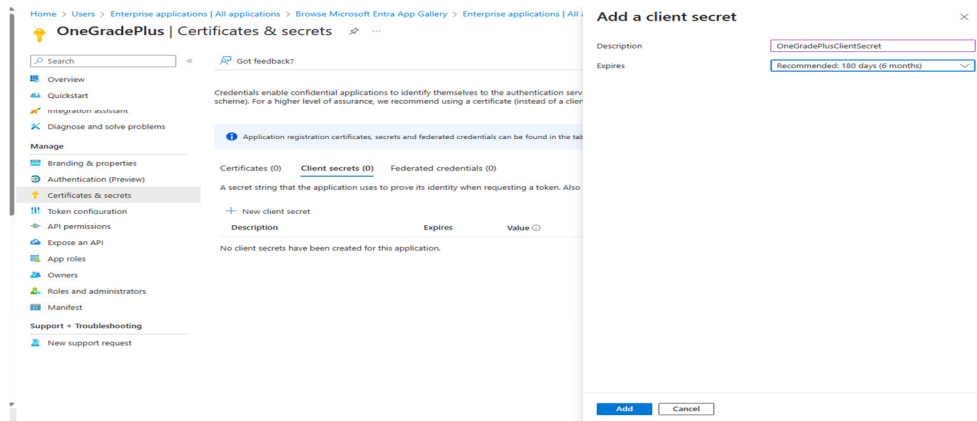 Home > Users > Enterprise applications | All applications > Browse Microsoft Entra App Gallery > Enterprise applications | All
OneGradePlus | Certificates & secrets
Search
Overview
Quickstart
Integration assistant
Diagnose and solve problems
Manage
Branding & properties
Authentication (Preview)
Certificates & secrets
Token configuration
API permissions
Expose an API
App roles
Owners
Roles and administrators
Manifest
Support + Troubleshooting
New support request
Got feedback?
Credentials enable confidential applications to identify themselves to the authentication serv
scheme). For a higher level of assurance, we recommend using a certificate (instead of a clien
Application registration certificates, secrets and federated credentials can be found in the tab
Certificates (0) Client secrets (0) Federated credentials (0)
A secret string that the application uses to prove its identity when requesting a token. Also
New client secret
Description Expires Value
No client secrets have been created for this application.
Add a client secret
Description OneGradePlusClientSecret
Expires Recommended: 180 days (6 months)
Add Cancel